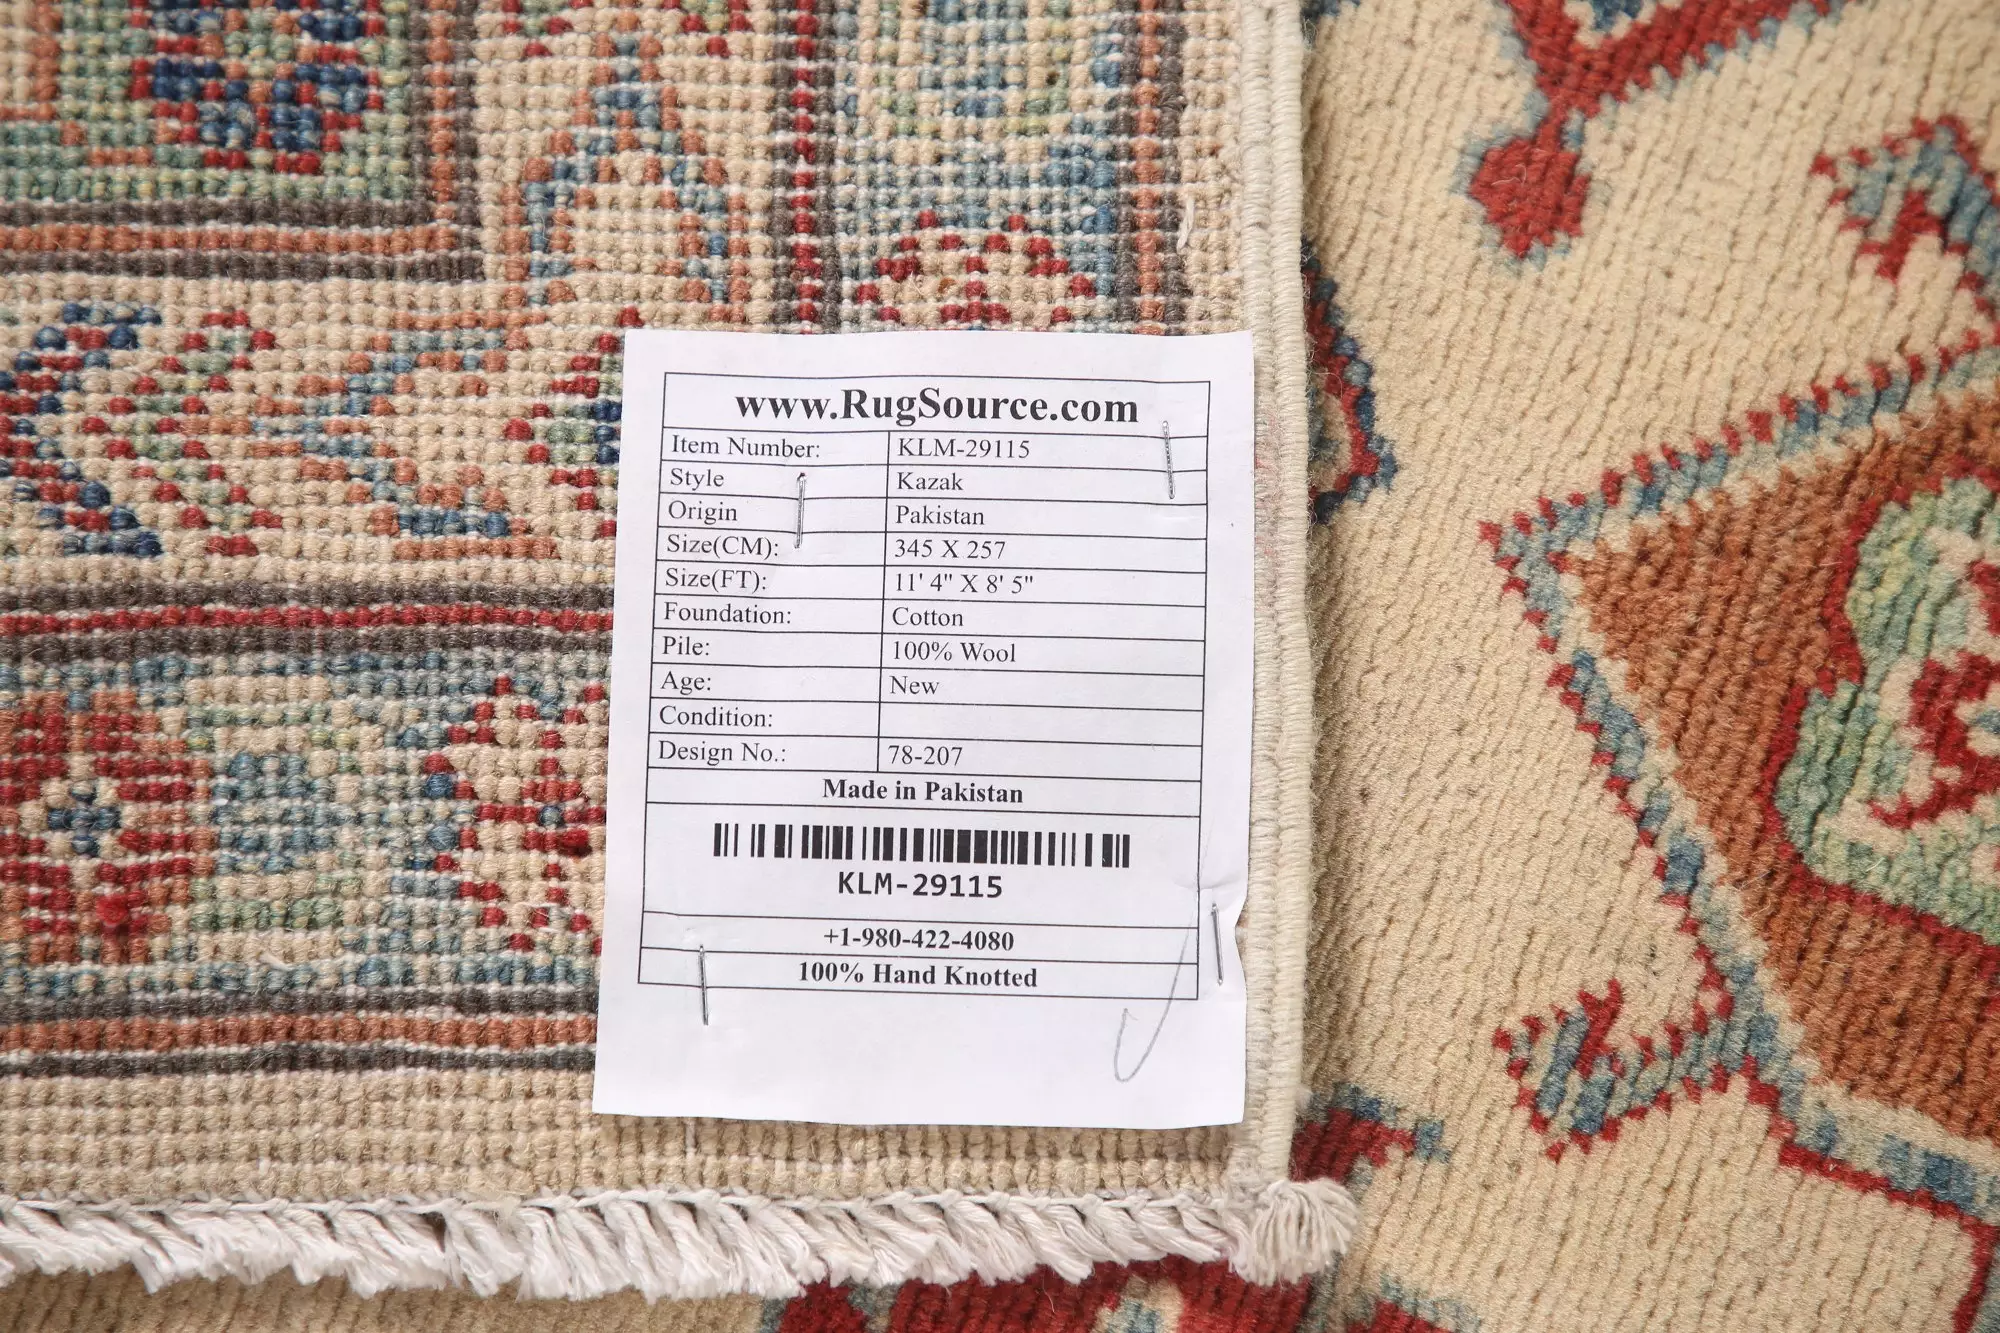 www.RugSource.com
Item Number: KLM-29115
Style Kazak
Origin Pakistan
Size(CM): 345 X 257
Size(FT): 11' 4" X 8' 5"
Foundation: Cotton
Pile: 100% Wool
Age: New
Condition:
Design No.: 78-207
Made in Pakistan
KLM-29115
+1-980-422-4080
100% Hand Knotted